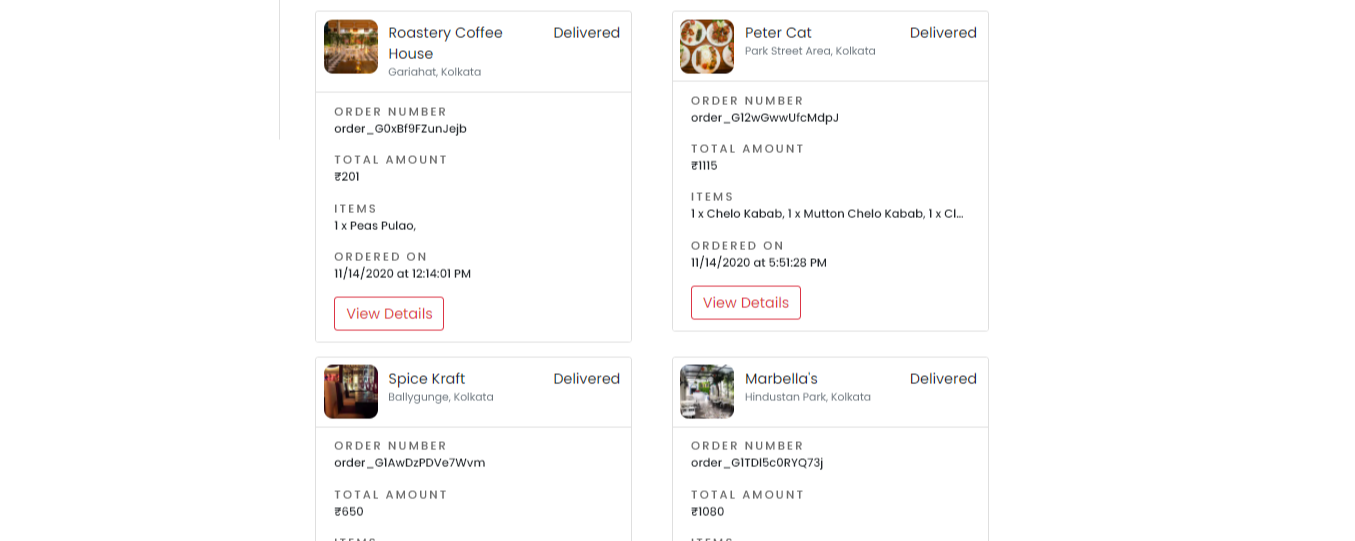 Roastery Coffee House
Delivered
Gariahat, Kolkata
ORDER NUMBER
order_G0xBf9FZunJejb
TOTAL AMOUNT
₹201
ITEMS
1 x Peas Pulao,
ORDERED ON
11/14/2020 at 12:14:01 PM
View Details
Peter Cat
Delivered
Park Street Area, Kolkata
ORDER NUMBER
order_G12wGwwUfcMdpJ
TOTAL AMOUNT
₹1115
ITEMS
1 x Chelo Kabab, 1 x Mutton Chelo Kabab, 1 x Cl...
ORDERED ON
11/14/2020 at 5:51:28 PM
View Details
Spice Kraft
Delivered
Ballygunge, Kolkata
ORDER NUMBER
order_G1AwDzPDVe7Wvm
TOTAL AMOUNT
₹650
ITEMS
Marbella's
Delivered
Hindustan Park, Kolkata
ORDER NUMBER
order_G1TDI5c0RYQ73j
TOTAL AMOUNT
₹1080
ITEMS